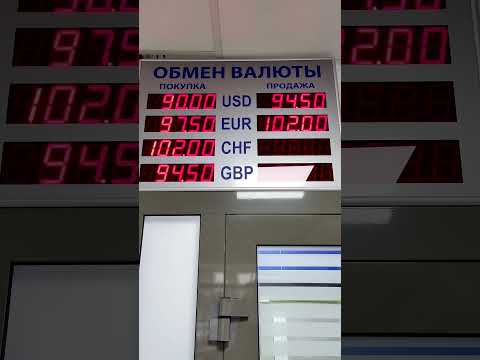 ОБМЕН ВАЛЮТЫ
ПОКУПКА ПРОДАЖА
90.00 USD 94.50
97.50 EUR 102.00
102.00 CHF
94.50 GBP